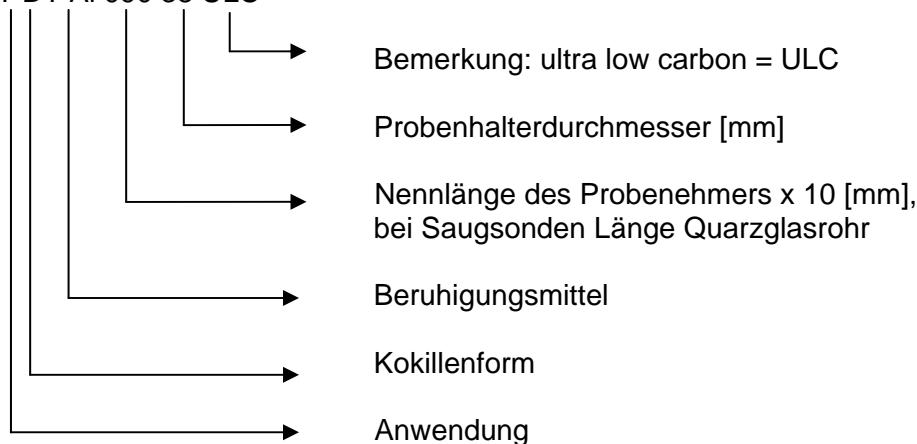 Bemerkung: ultra low carbon = ULC
Probenhalterdurchmesser [mm]
Nennlänge des Probenehmers x 10 [mm],
bei Saugsonden Länge Quarzglasrohr
Beruhigungsmittel
Kokillenform
Anwendung